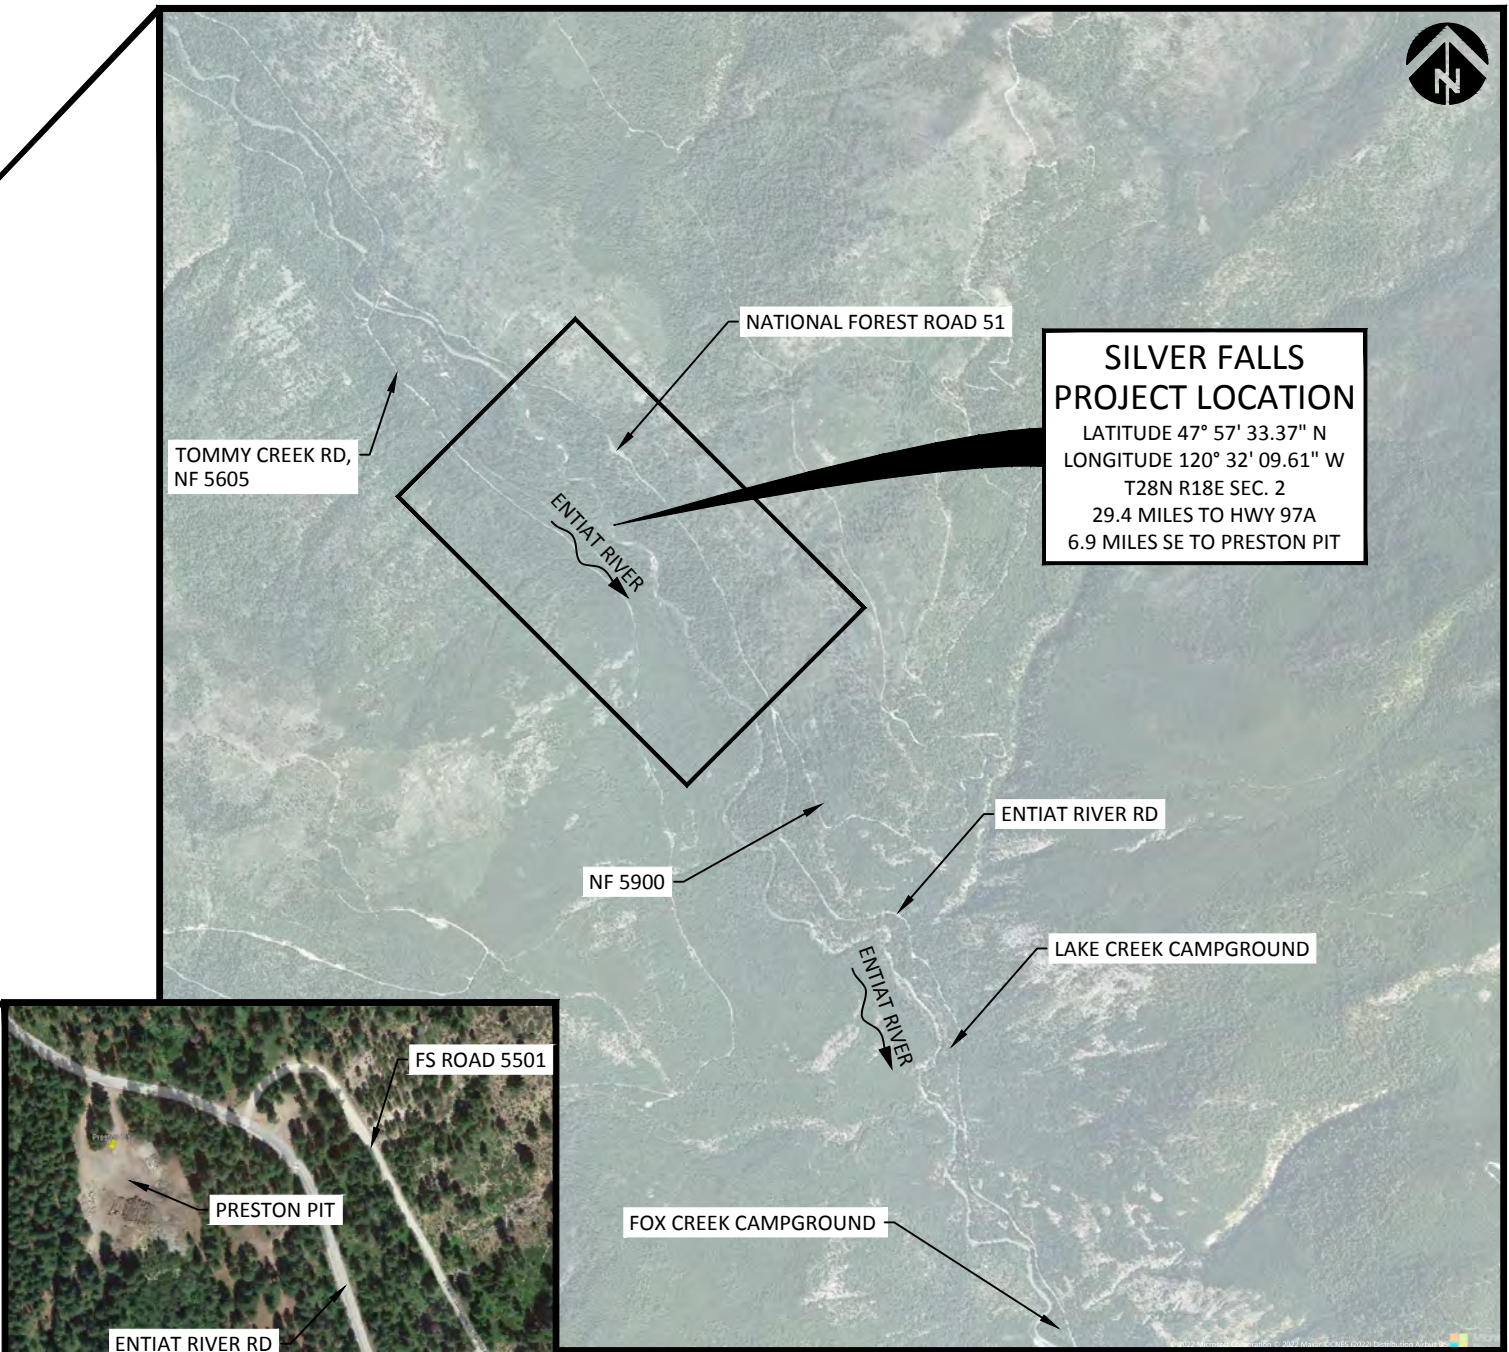 N
NATIONAL FOREST ROAD 51
SILVER FALLS
PROJECT LOCATION
LATITUDE 47° 57' 33.37" N
LONGITUDE 120° 32' 09.61" W
T28N R18E SEC. 2
29.4 MILES TO HWY 97A
6.9 MILES SE TO PRESTON PIT
TOMMY CREEK RD,
NF 5605
ENTIAT RIVER
ENTIAT RIVER RD
NF 5900
LAKE CREEK CAMPGROUND
ENTIAT RIVER
FS ROAD 5501
PRESTON PIT
FOX CREEK CAMPGROUND
ENTIAT RIVER RD